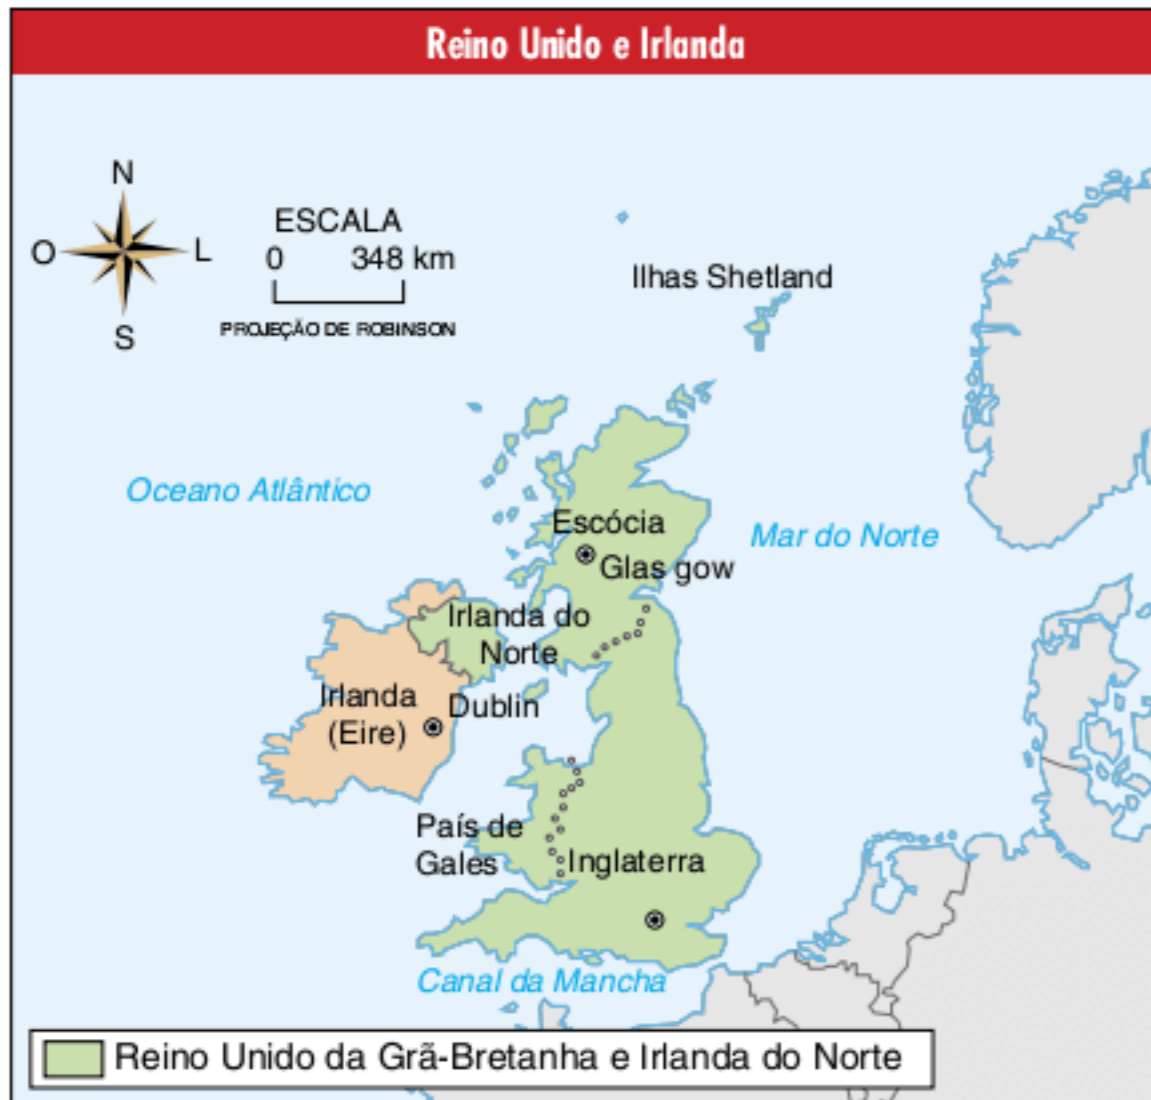 Reino Unido e Irlanda
N
O
L
S
ESCALA
0 348 km
PROJEÇÃO DE ROBINSON
Ilhas Shetland
Oceano Atlântico
Mar do Norte
Escócia
Glas gow
Irlanda do
Norte
Irlanda
(Eire)
Dublin
País de
Gales
Inglaterra
Canal da Mancha
Reino Unido da Grã-Bretanha e Irlanda do Norte